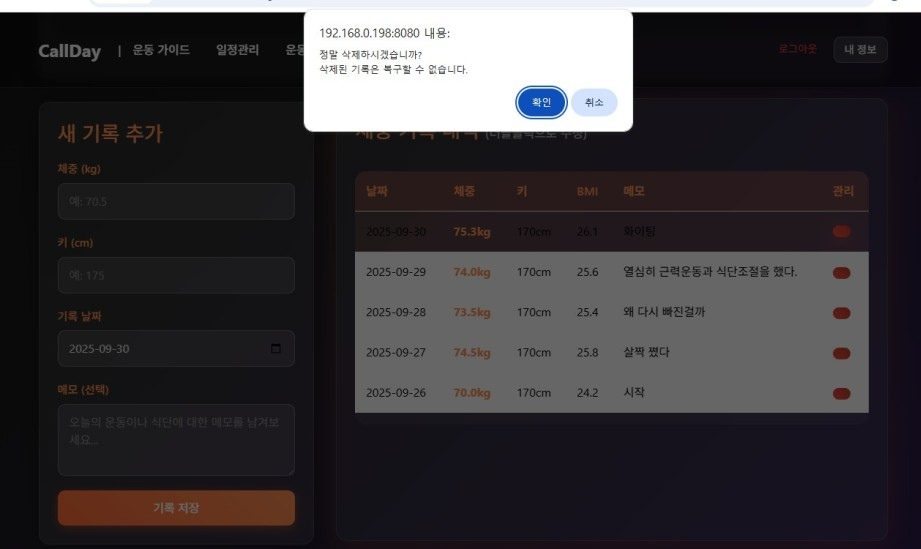 192.168.0.198:8080 내용:
정말 삭제하시겠습니까?
삭제된 기록은 복구할 수 없습니다.
확인 취소
CallDay | 운동 가이드 일정관리 로그아웃 내 정보
새 기록 추가
체중 (kg)
예: 70.5
키 (cm)
예: 175
기록 날짜
2025-09-30
메모 (선택)
오늘의 운동이나 식단에 대한 메모를 남겨보
세요...
기록 저장
날짜 체중 키 BMI 메모 관리
2025-09-30 75.3kg 170cm 26.1 화이팅
2025-09-29 74.0kg 170cm 25.6 열심히 근력운동과 식단조절을 했다.
2025-09-28 73.5kg 170cm 25.4 왜 다시 빠진걸까
2025-09-27 74.5kg 170cm 25.8 살짝 쪘다
2025-09-26 70.0kg 170cm 24.2 시작